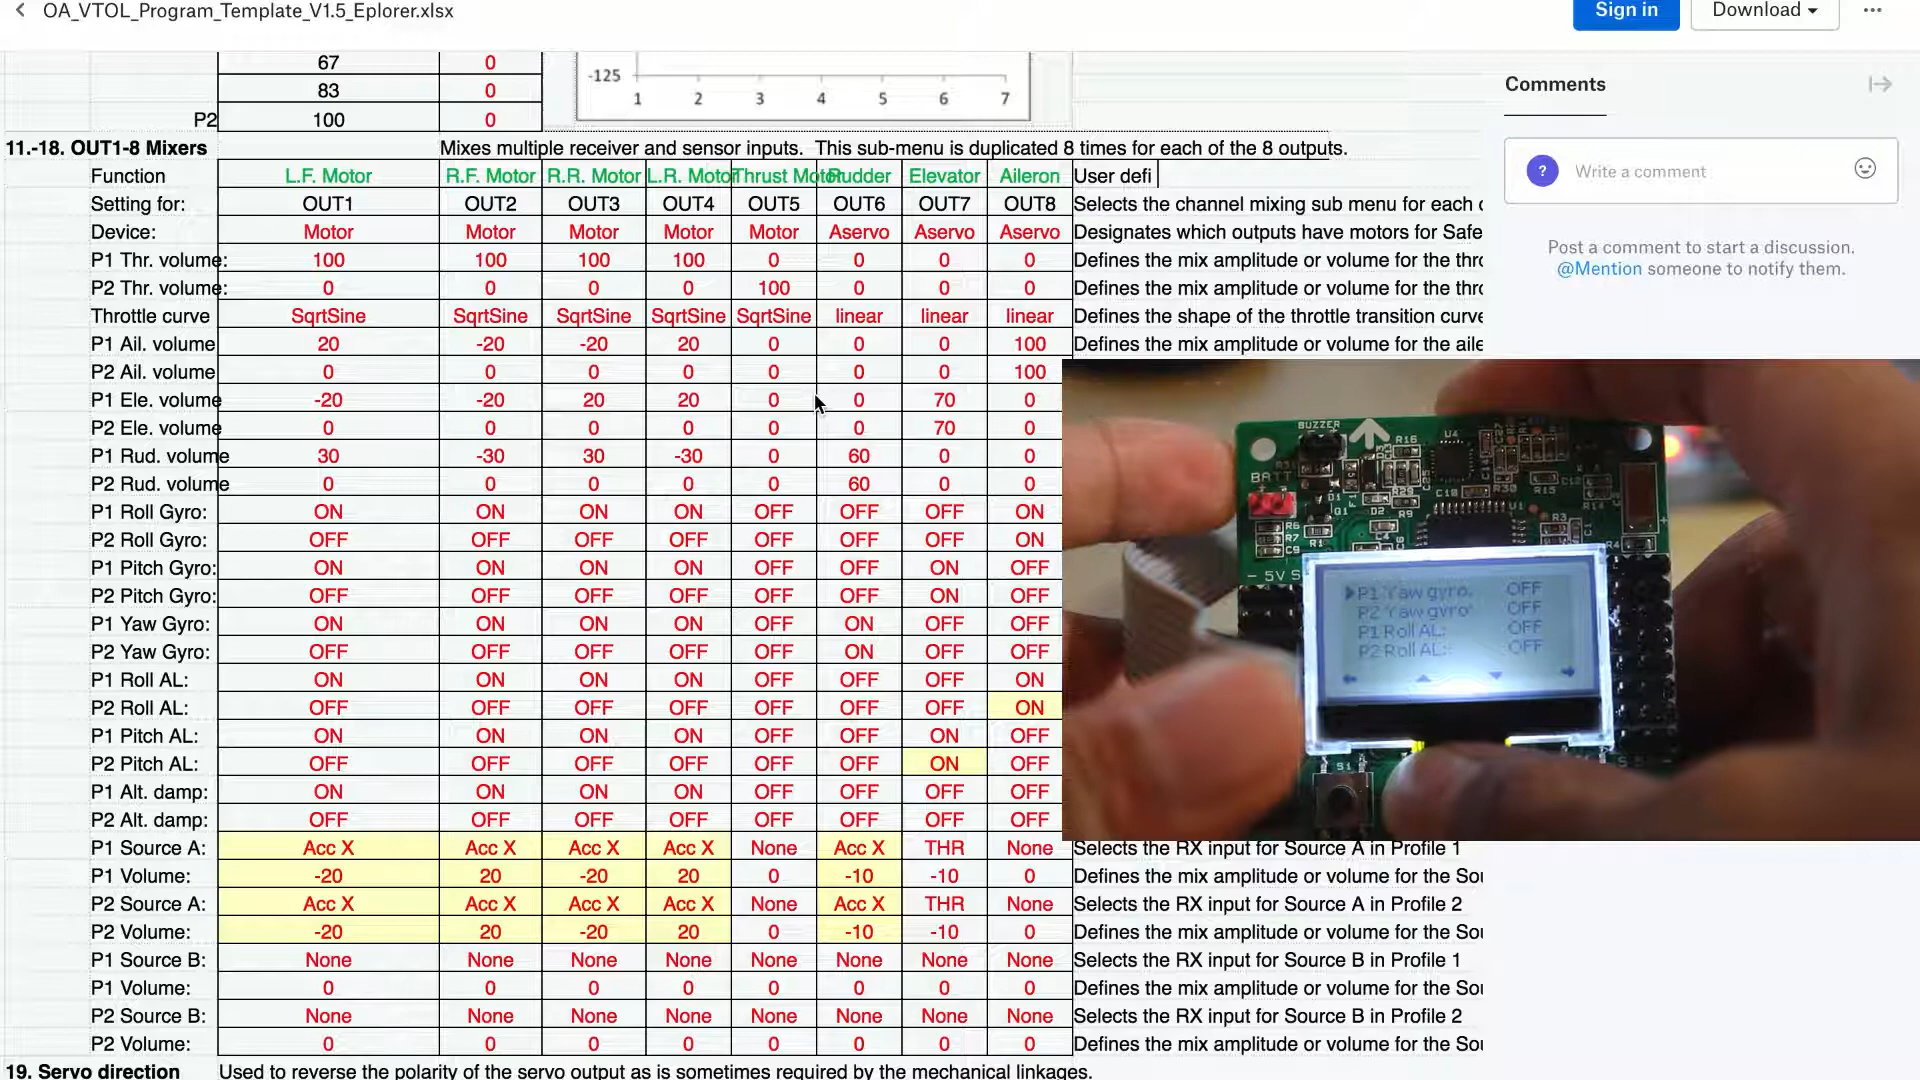 OA_VTOL_Program_Template_V1.5_Eplorer.xlsx
Sign in
Download
67 0
83 0
P2 100 0
-125
1 2 3 4 5 6 7
11.-18. OUT1-8 Mixers Mixes multiple receiver and sensor inputs. This sub-menu is duplicated 8 times for each of the 8 outputs.
Function L.F. Motor R.F. Motor R.R. Motor L.R. Motor Thrust Motor Rudder Elevator Aileron User defi
Setting for: OUT1 OUT2 OUT3 OUT4 OUT5 OUT6 OUT7 OUT8 Selects the channel mixing sub menu for each
Device: Motor Motor Motor Motor Motor Aservo Aservo Aservo Designates which outputs have motors for Safe
P1 Thr. volume: 100 100 100 100 0 0 0 0 Defines the mix amplitude or volume for the thro
P2 Thr. volume: 0 0 0 0 100 0 0 0 Defines the mix amplitude or volume for the thro
Throttle curve SqrtSine SqrtSine SqrtSine SqrtSine SqrtSine linear linear linear Defines the shape of the throttle transition curve
P1 Ail. volume 20 -20 -20 20 0 0 0 100 Defines the mix amplitude or volume for the aile
P2 Ail. volume 0 0 0 0 0 0 0 100
P1 Ele. volume -20 -20 20 20 0 0 70 0
P2 Ele. volume 0 0 0 0 0 0 70 0
P1 Rud. volume 30 -30 30 -30 0 60 0 0
P2 Rud. volume 0 0 0 0 0 60 0 0
P1 Roll Gyro: ON ON ON ON OFF OFF OFF ON
P2 Roll Gyro: OFF OFF OFF OFF OFF OFF OFF ON
P1 Pitch Gyro: ON ON ON ON OFF OFF ON OFF
P2 Pitch Gyro: OFF OFF OFF OFF OFF OFF ON OFF
P1 Yaw Gyro: ON ON ON ON OFF ON OFF OFF
P2 Yaw Gyro: OFF OFF OFF OFF OFF ON OFF OFF
P1 Roll AL: ON ON ON ON OFF OFF OFF ON
P2 Roll AL: OFF OFF OFF OFF OFF OFF OFF ON
P1 Pitch AL: ON ON ON ON OFF OFF ON OFF
P2 Pitch AL: OFF OFF OFF OFF OFF OFF ON OFF
P1 Alt. damp: ON ON ON ON OFF OFF OFF OFF
P2 Alt. damp: OFF OFF OFF OFF OFF OFF OFF OFF
P1 Source A: Acc X Acc X Acc X Acc X None Acc X THR None Selects the RX input for Source A in Profile 1
P1 Volume: -20 20 -20 20 0 -10 -10 0 Defines the mix amplitude or volume for the Sou
P2 Source A: Acc X Acc X Acc X Acc X None Acc X THR None Selects the RX input for Source A in Profile 2
P2 Volume: -20 20 -20 20 0 -10 -10 0 Defines the mix amplitude or volume for the Sou
P1 Source B: None None None None None None None None Selects the RX input for Source B in Profile 1
P1 Volume: 0 0 0 0 0 0 0 0 Defines the mix amplitude or volume for the Sou
P2 Source B: None None None None None None None None Selects the RX input for Source B in Profile 2
P2 Volume: 0 0 0 0 0 0 0 0 Defines the mix amplitude or volume for the Sou
19. Servo direction Used to reverse the polarity of the servo output as is sometimes required by the mechanical linkages.
Comments
? Write a comment
Post a comment to start a discussion.
@Mention someone to notify them.
BUZZER
BATT
R16
U4
R29
R9
D1
Q1
D2
R6
R7
C9
R1
C10
U1
R15
R3
R4
- 5V S
P1 Yaw gyro: OFF
P2 Yaw gyro: OFF
P1 Roll AL: OFF
P2 Roll AL: OFF
S1